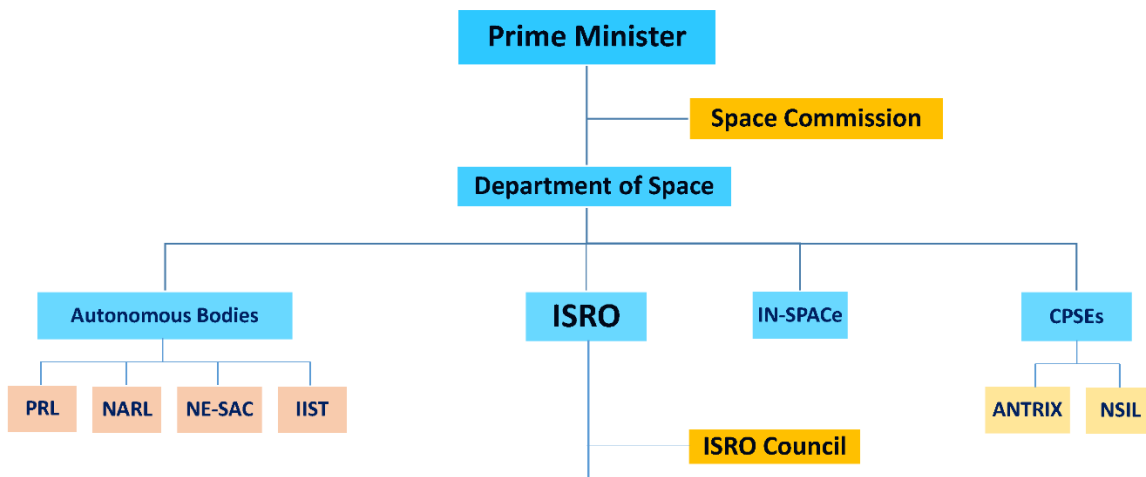 Prime Minister
Space Commission
Department of Space
Autonomous Bodies
ISRO
IN-SPACe
CPSEs
PRL
NARL
NE-SAC
IIST
ANTRIX
NSIL
ISRO Council